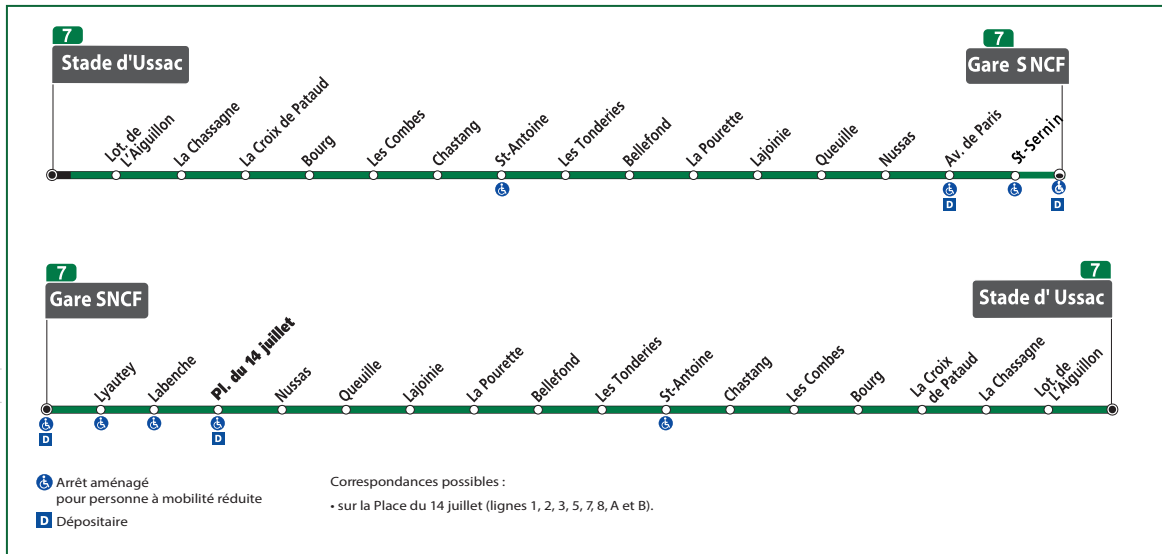 7
Stade d'Ussac
7
Gare SNCF
Lot. de
L'Aiguillon
La Chassagne
La Croix de Pataud
Bourg
Les Combes
Chastang
St-Antoine
Les Tonderies
Bellefond
La Pourette
Lajoinie
Queuille
Nussas
Av. de Paris
St-Sernin
D
D
7
Gare SNCF
7
Stade d' Ussac
Lyautey
Labenche
Pl. du 14 juillet
Nussas
Queuille
Lajoinie
La Pourette
Bellefond
Les Tonderies
St-Antoine
Chastang
Les Combes
Bourg
La Croix
de Pataud
La Chassagne
Lot. de
L'Aiguillon
D
D
Arrêt aménagé
pour personne à mobilité réduite
D Dépositaire
Correspondances possibles :
• sur la Place du 14 juillet (lignes 1, 2, 3, 5, 7, 8, A et B).